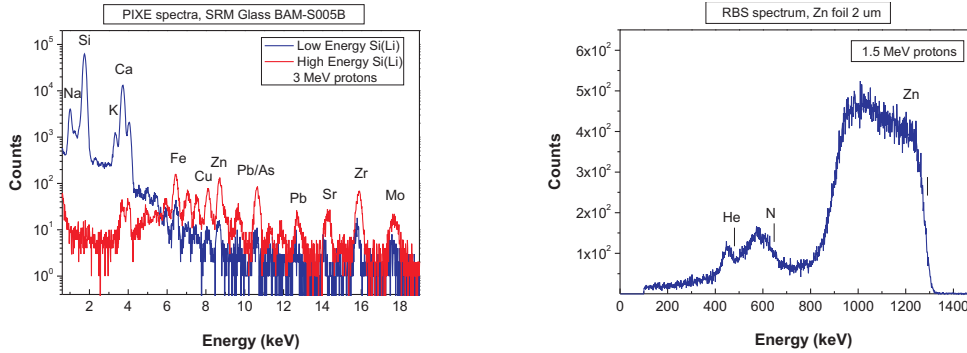 PIXE spectra, SRM Glass BAM-S005B
10^5
10^4
10^3
10^2
10^1
10^0
Counts
Low Energy Si(Li)
High Energy Si(Li)
3 MeV protons
Si
Na
K
Ca
Fe
Cu
Zn
Pb/As
Pb
Sr
Zr
Mo
2 4 6 8 10 12 14 16 18
Energy (keV)
RBS spectrum, Zn foil 2 um
6x10^2
5x10^2
4x10^2
3x10^2
2x10^2
1x10^2
Counts
1.5 MeV protons
Zn
He
N
0 200 400 600 800 1000 1200 1400
Energy (keV)